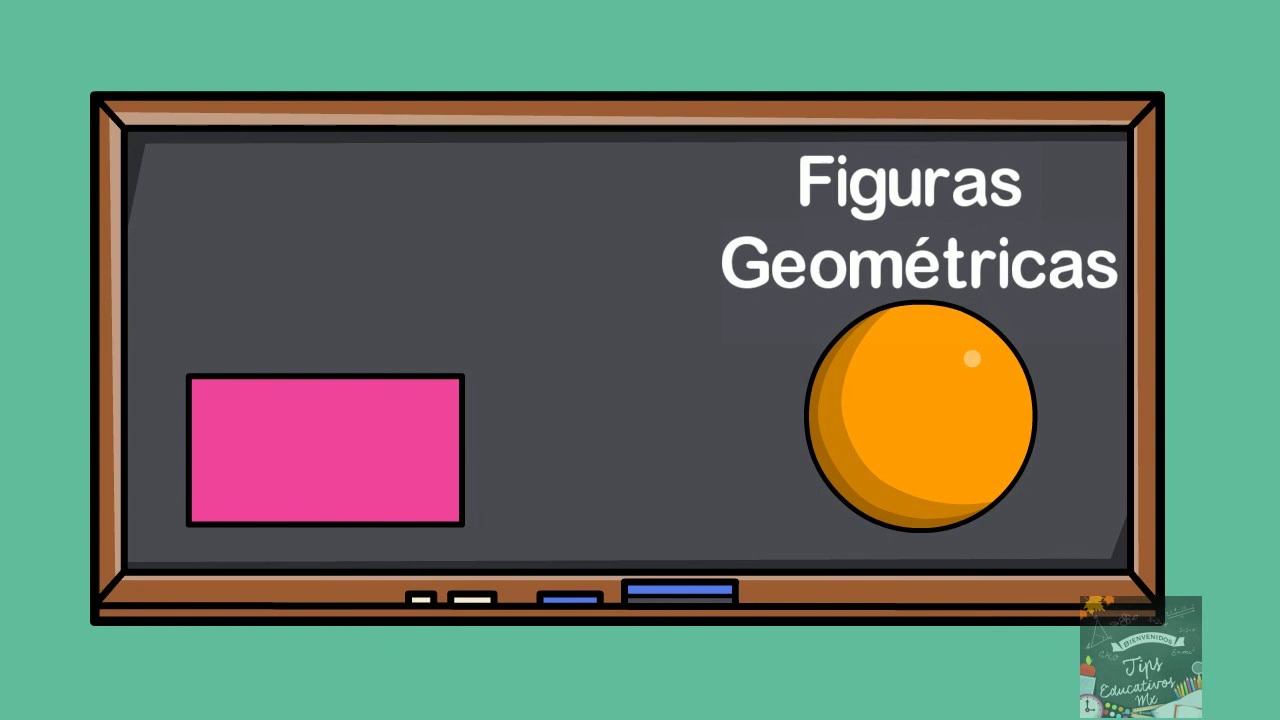 Figuras
Geométricas
BIENVENIDOS
Tips
Educativos
Mx